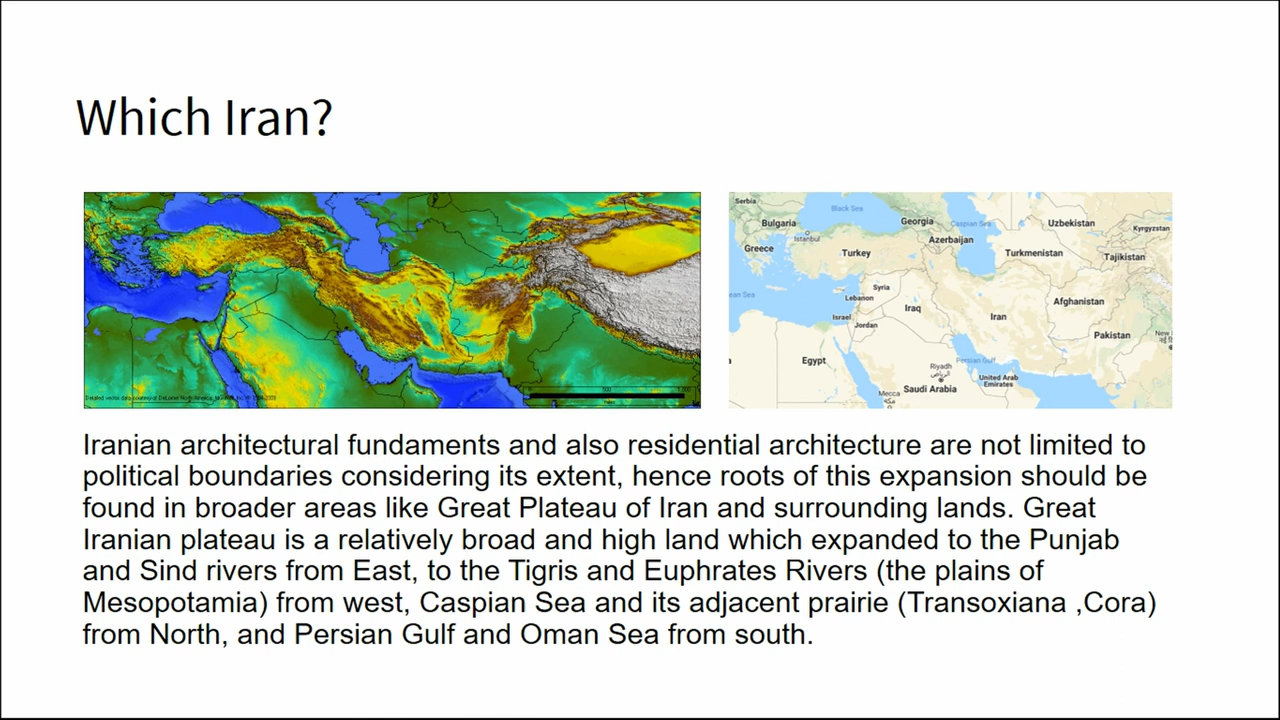 Which Iran?
Serbia
Black Sea
Bulgaria
Georgia
Caspian Sea
Uzbekistan
Kyrgyzstan
Istanbul
Greece
Azerbaijan
Turkey
Turkmenistan
Tajikistan
Syria
ean Sea
Lebanon
Afghanistan
Iraq
Iran
Israel
Jordan
Pakistan
New
Egypt
Persian Gulf
Riyadh
الرياض
United Arab
Emirates
Saudi Arabia
Mecca
مكة
Iranian architectural fundaments and also residential architecture are not limited to
political boundaries considering its extent, hence roots of this expansion should be
found in broader areas like Great Plateau of Iran and surrounding lands. Great
Iranian plateau is a relatively broad and high land which expanded to the Punjab
and Sind rivers from East, to the Tigris and Euphrates Rivers (the plains of
Mesopotamia) from west, Caspian Sea and its adjacent prairie (Transoxiana ,Cora)
from North, and Persian Gulf and Oman Sea from south.